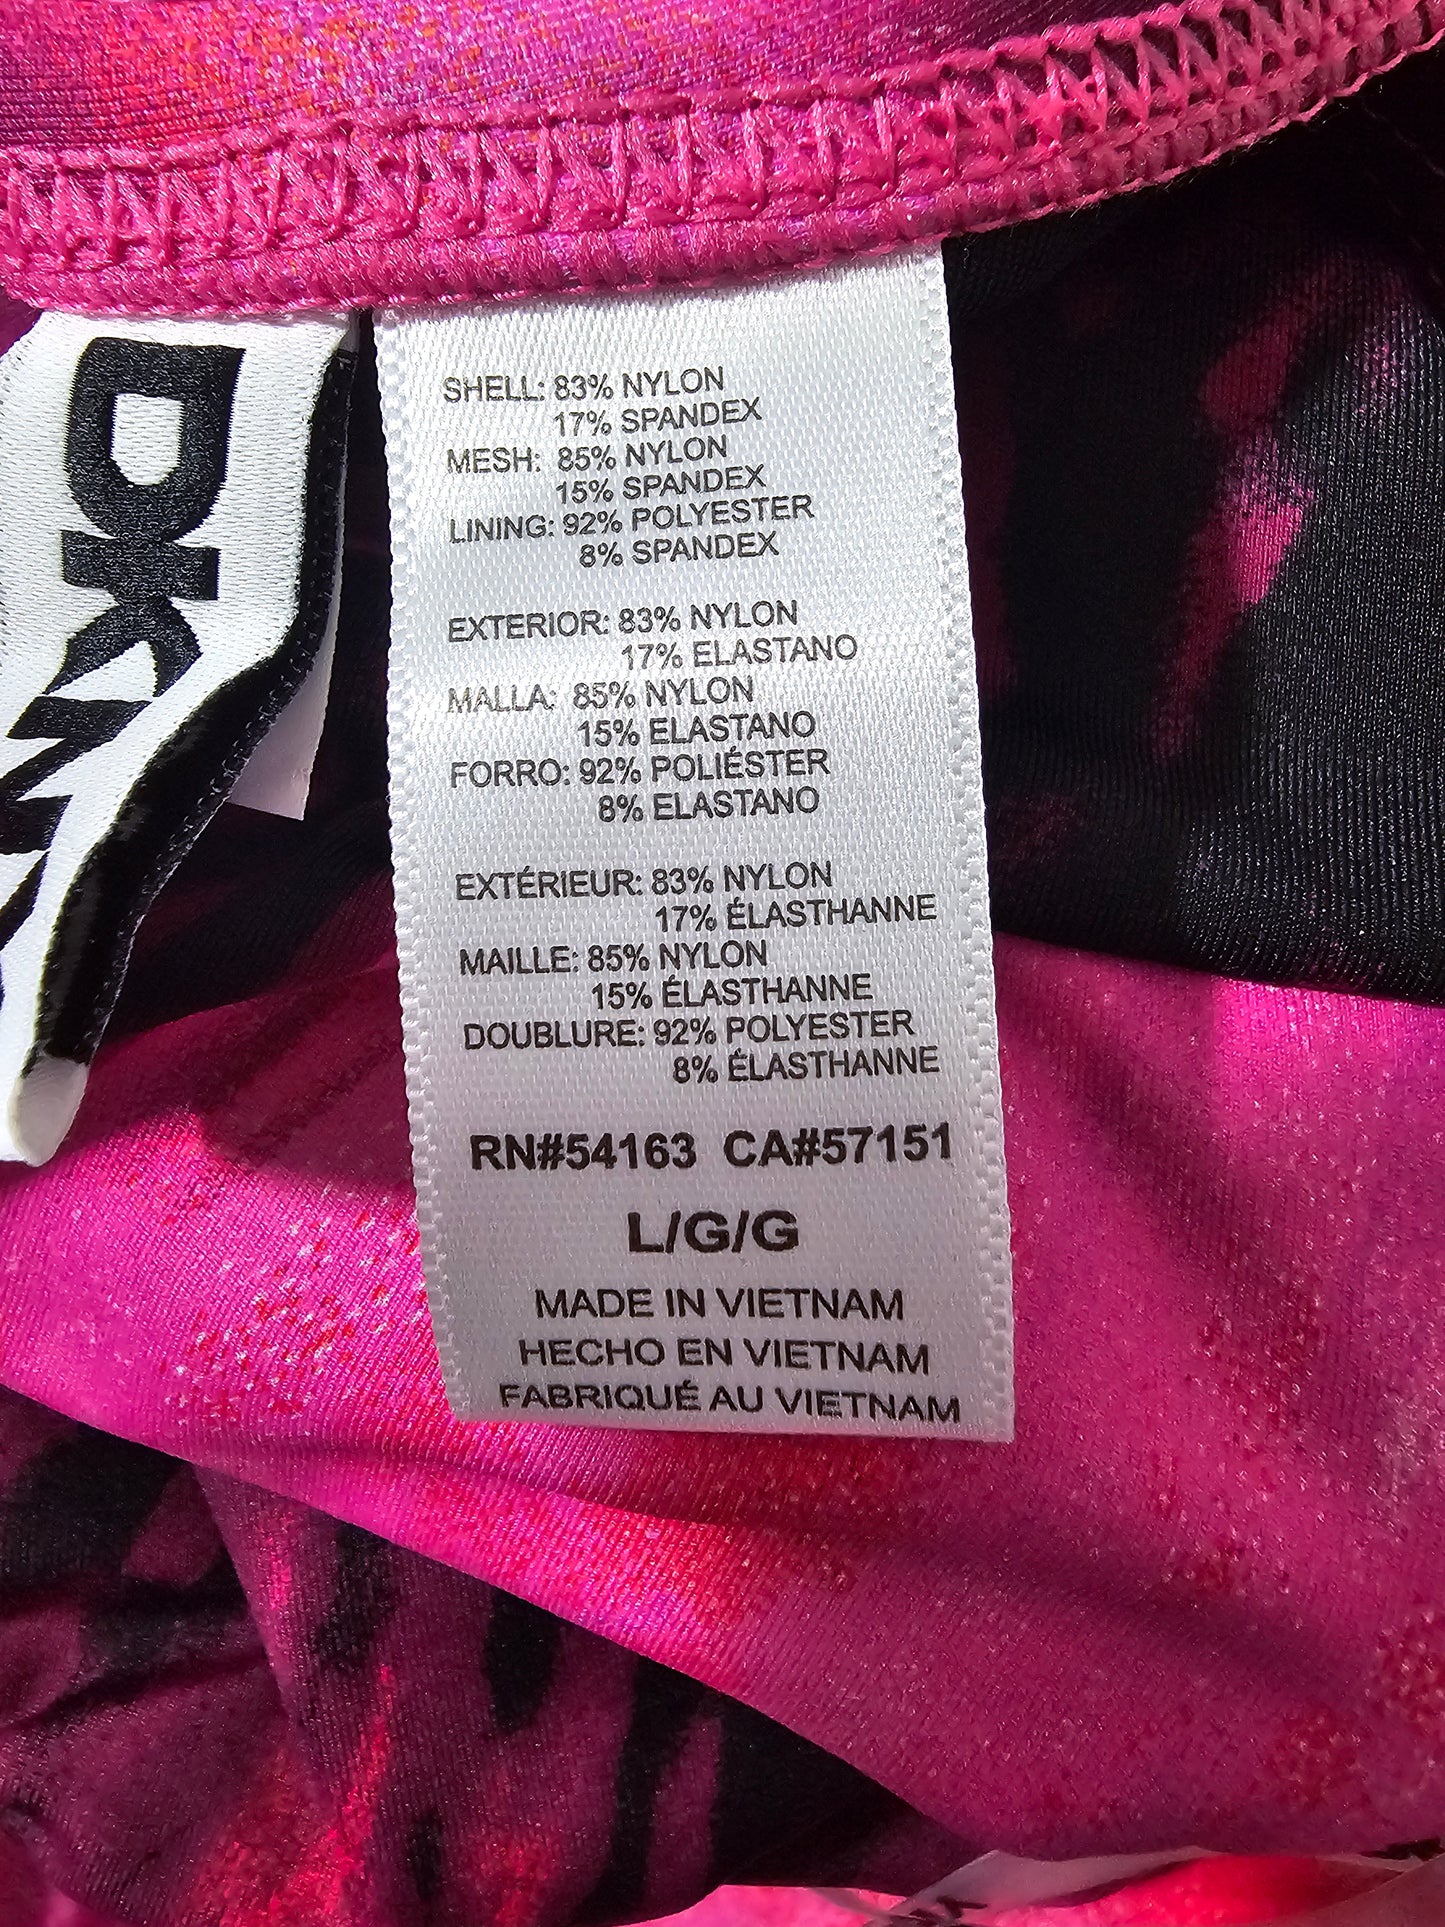 DKN
SHELL: 83% NYLON
17% SPANDEX
MESH: 85% NYLON
15% SPANDEX
LINING: 92% POLYESTER
8% SPANDEX
EXTERIOR: 83% NYLON
17% ELASTANO
MALLA: 85% NYLON
15% ELASTANO
FORRO: 92% POLIÉSTER
8% ELASTANO
EXTÉRIEUR: 83% NYLON
17% ÉLASTHANNE
MAILLE: 85% NYLON
15% ÉLASTHANNE
DOUBLURE: 92% POLYESTER
8% ÉLASTHANNE
RN#54163 CA#57151
L/G/G
MADE IN VIETNAM
HECHO EN VIETNAM
FABRIQUÉ AU VIETNAM